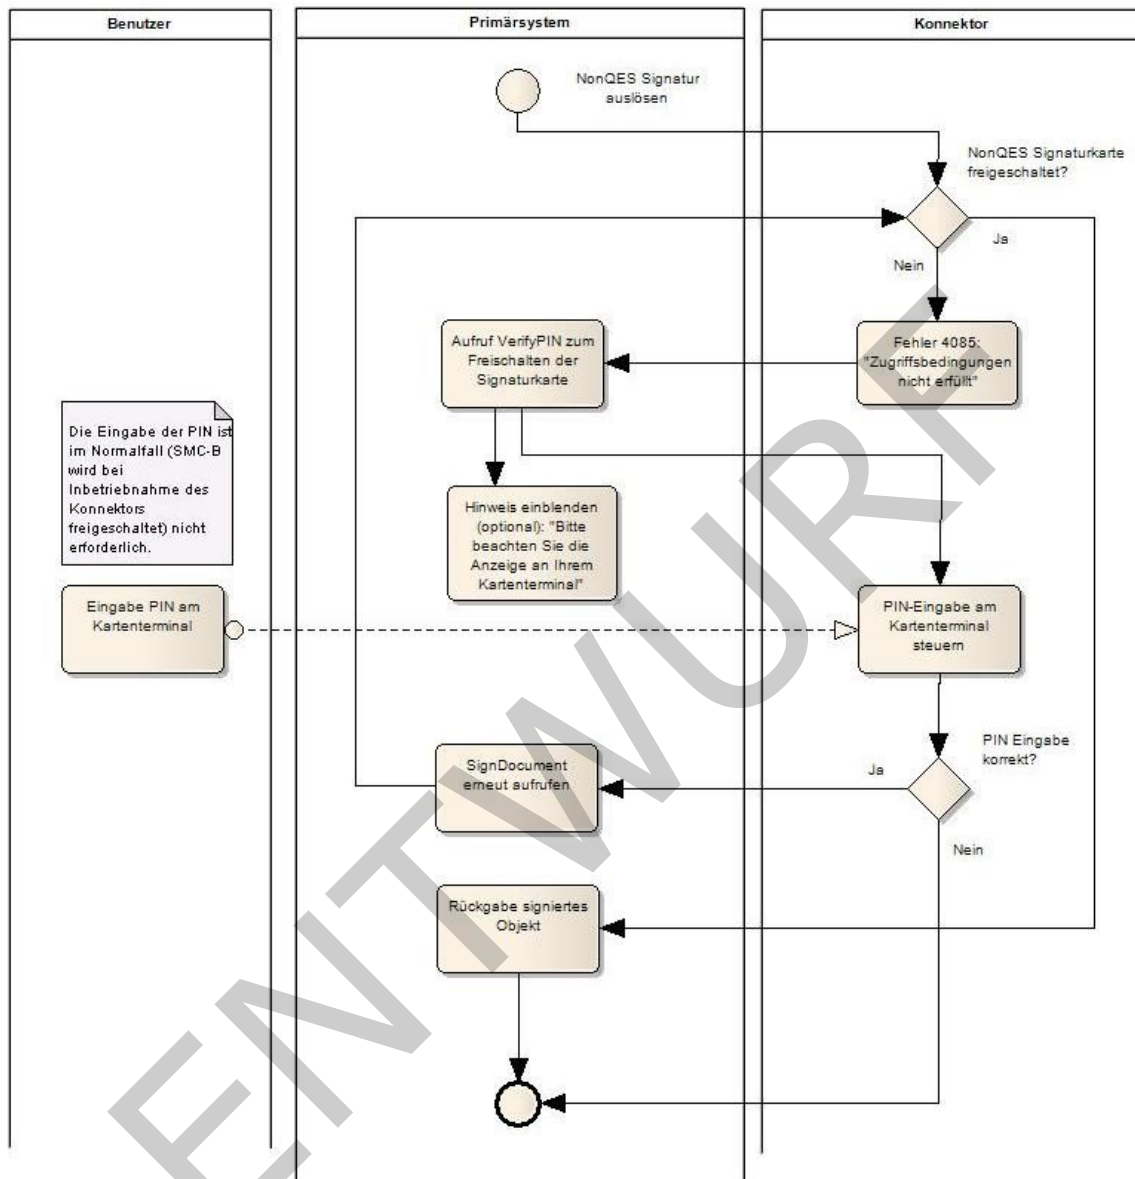 Benutzer
Primärsystem
Konnektor
NonQES Signatur
auslösen
NonQES Signaturkarte
freigeschaltet?
Ja
Nein
Aufruf VerifyPIN zum
Freischalten der
Signaturkarte
Fehler 4085:
"Zugriffsbedingungen
nicht erfüllt"
Die Eingabe der PIN ist
im Normalfall (SMC-B
wird bei
Inbetriebnahme des
Konnektors
freigeschaltet) nicht
erforderlich.
Hinweis einblenden
(optional): "Bitte
beachten Sie die
Anzeige an Ihrem
Kartenterminal"
Eingabe PIN am
Kartenterminal
PIN-Eingabe am
Kartenterminal
steuern
PIN Eingabe
korrekt?
Ja
SignDocument
erneut aufrufen
Nein
Rückgabe signiertes
Objekt
ENTWURF